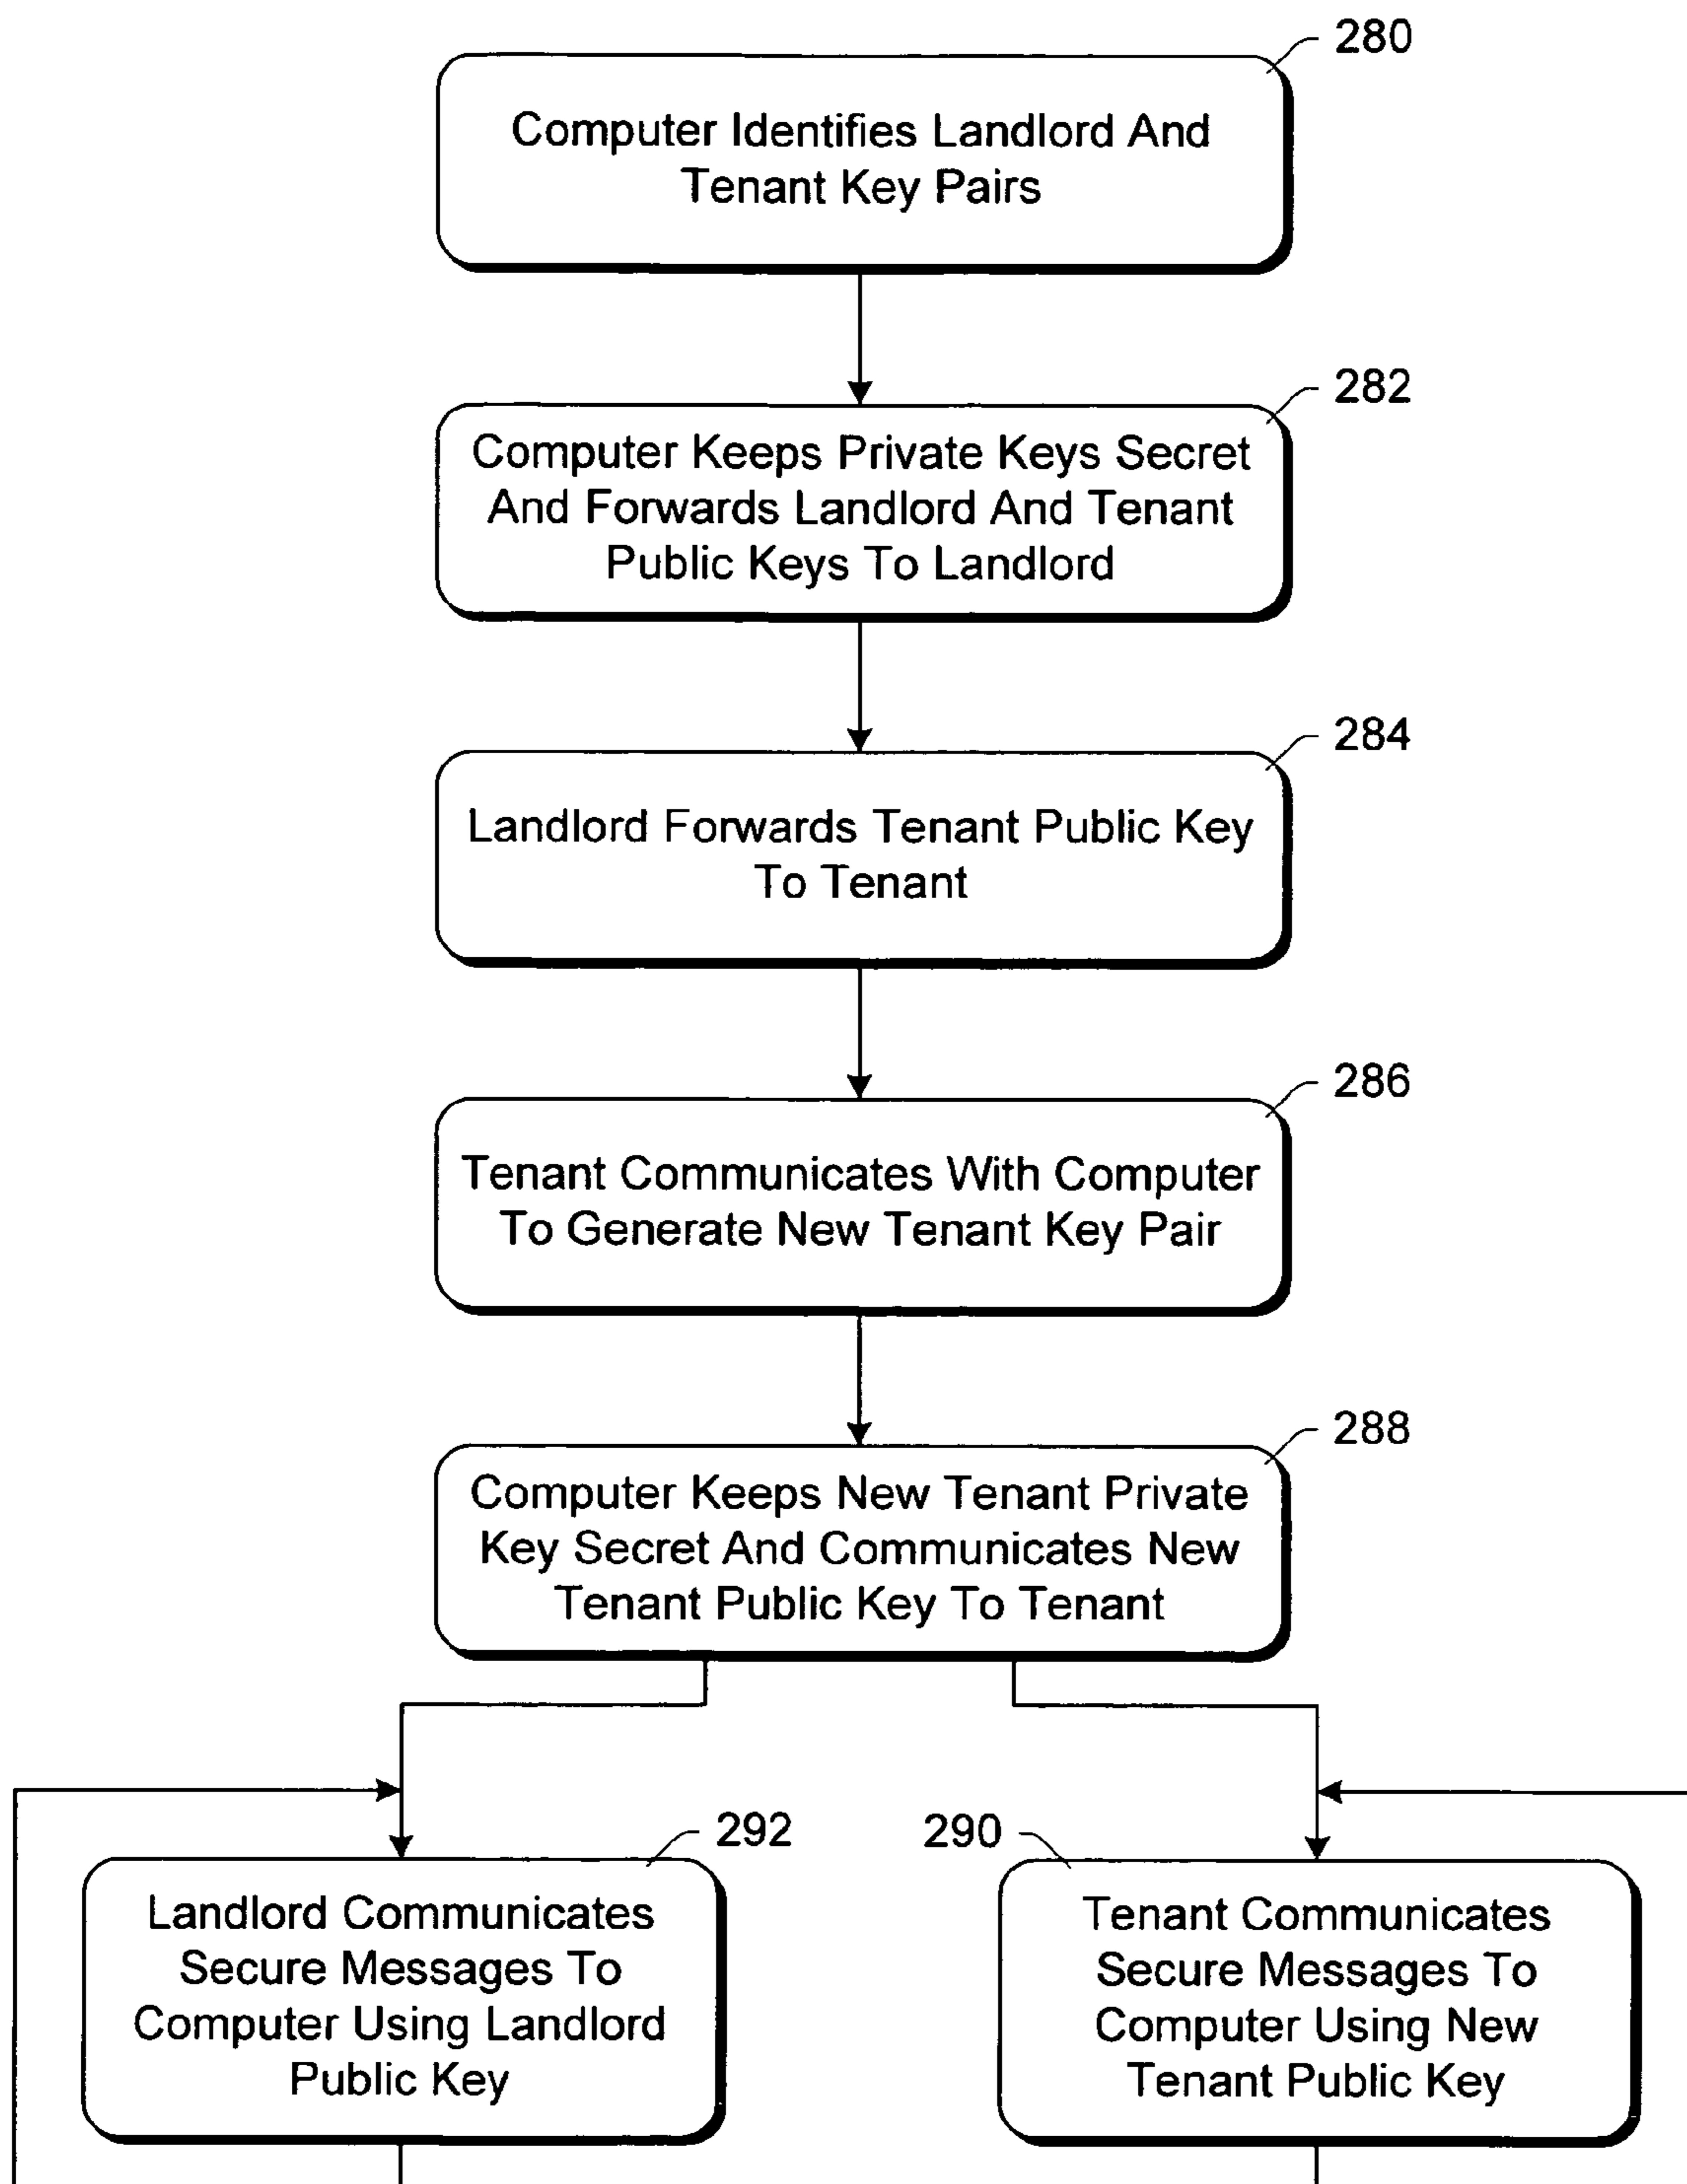 280
Computer Identifies Landlord And
Tenant Key Pairs
282
Computer Keeps Private Keys Secret
And Forwards Landlord And Tenant
Public Keys To Landlord
284
Landlord Forwards Tenant Public Key
To Tenant
286
Tenant Communicates With Computer
To Generate New Tenant Key Pair
288
Computer Keeps New Tenant Private
Key Secret And Communicates New
Tenant Public Key To Tenant
292
Landlord Communicates
Secure Messages To
Computer Using Landlord
Public Key
290
Tenant Communicates
Secure Messages To
Computer Using New
Tenant Public Key